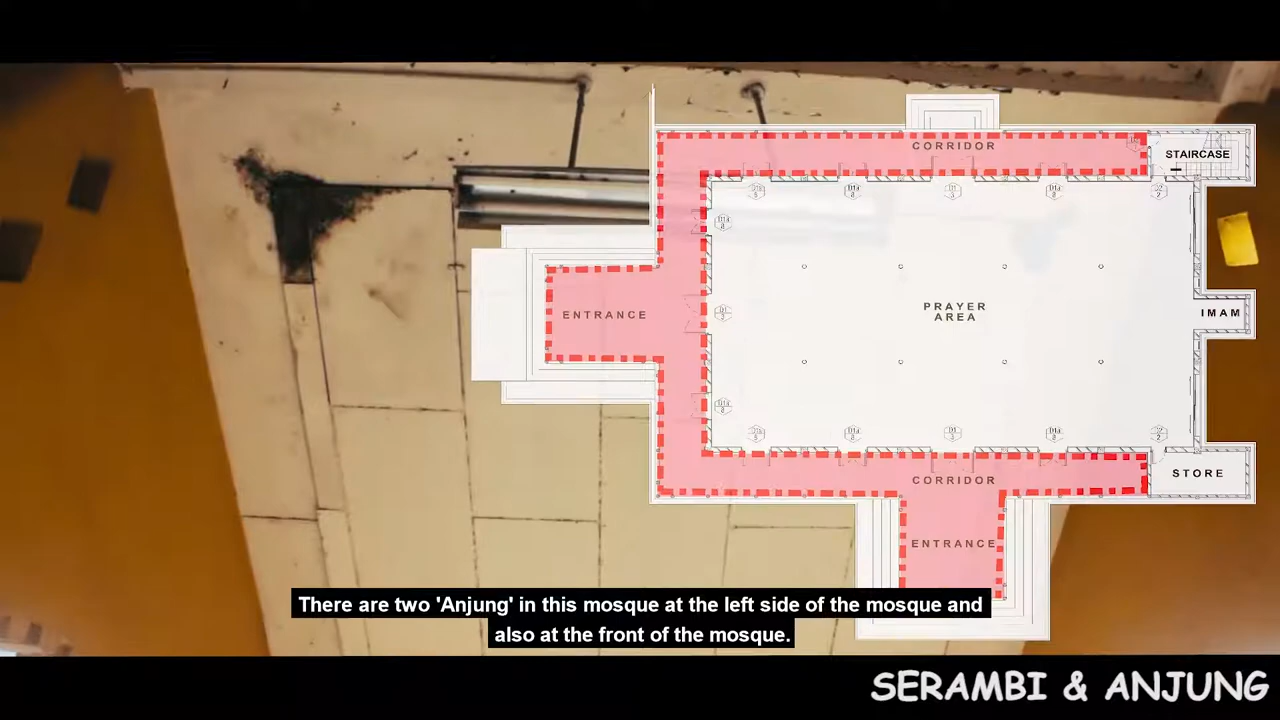 CORRIDOR
STAIRCASE
ENTRANCE
PRAYER
AREA
IMAM
CORRIDOR
STORE
ENTRANCE
There are two 'Anjung' in this mosque at the left side of the mosque and
also at the front of the mosque.
SERAMBI & ANJUNG